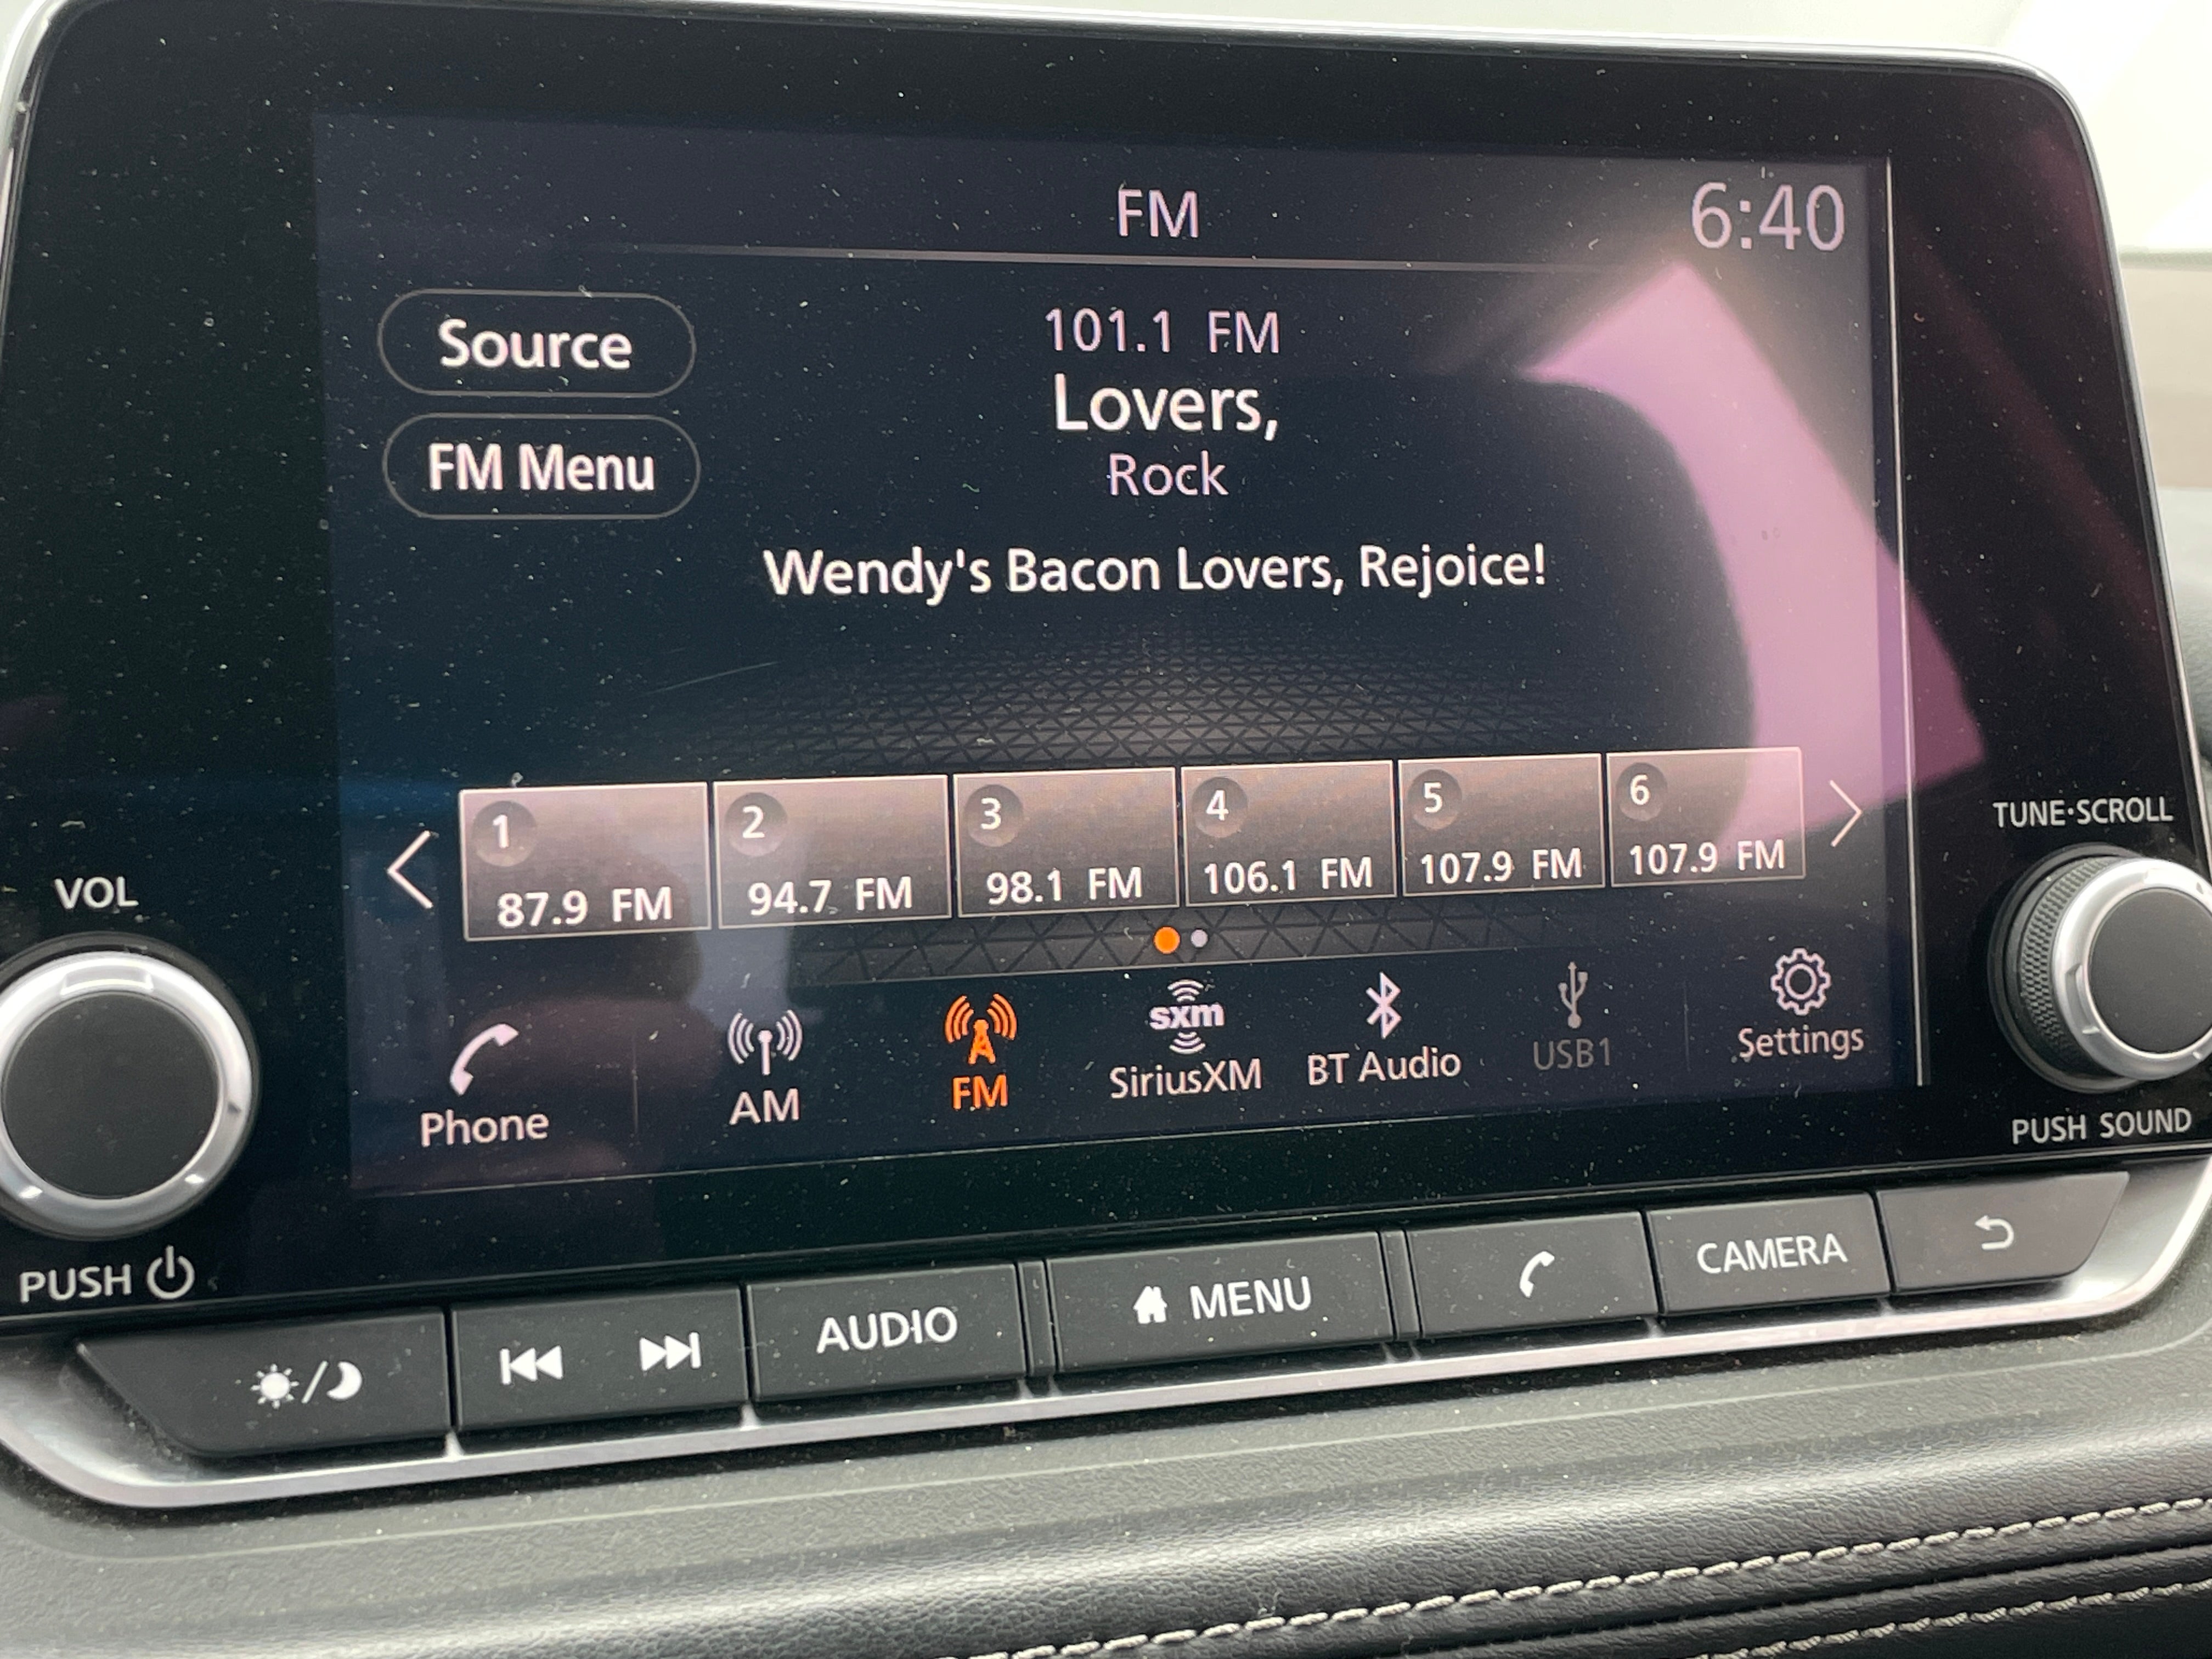 FM
6:40
Source
FM Menu
101.1 FM
Lovers,
Rock
Wendy's Bacon Lovers, Rejoice!
1
87.9 FM
2
94.7 FM
3
98.1 FM
4
106.1 FM
5
107.9 FM
6
107.9 FM
Phone
AM
FM
sxm
SiriusXM
BT Audio
USB1
Settings
VOL
PUSH
TUNE·SCROLL
PUSH SOUND
AUDIO
MENU
CAMERA